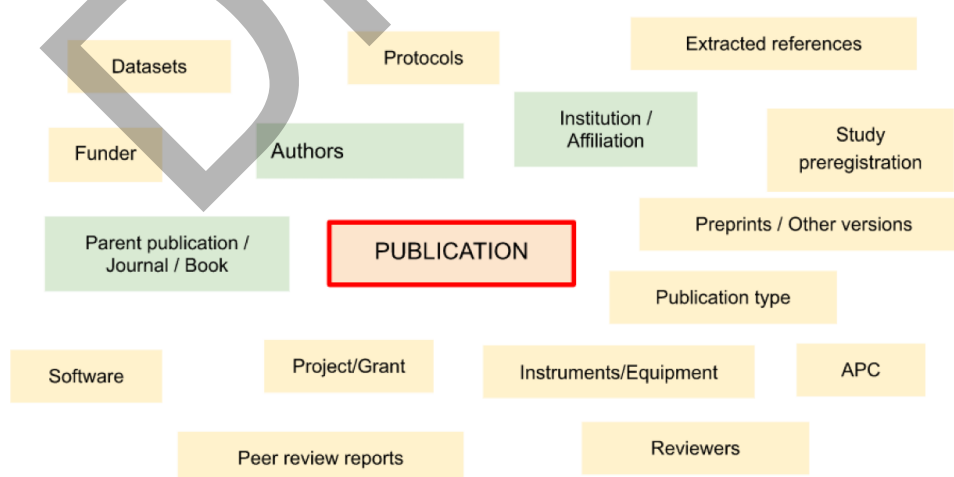 Datasets
Protocols
Extracted references
Funder
Authors
Institution /
Affiliation
Study
preregistration
Parent publication /
Journal / Book
PUBLICATION
Preprints / Other versions
Publication type
Software
Project/Grant
Instruments/Equipment
APC
Peer review reports
Reviewers